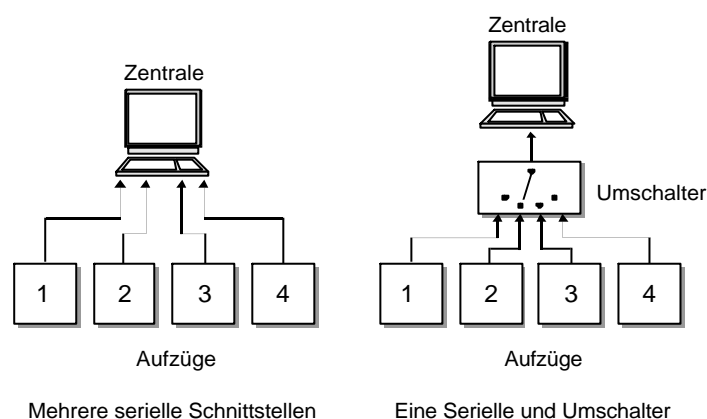 Zentrale
1 2 3 4
Aufzüge
Mehrere serielle Schnittstellen
Zentrale
Umschalter
1 2 3 4
Aufzüge
Eine Serielle und Umschalter